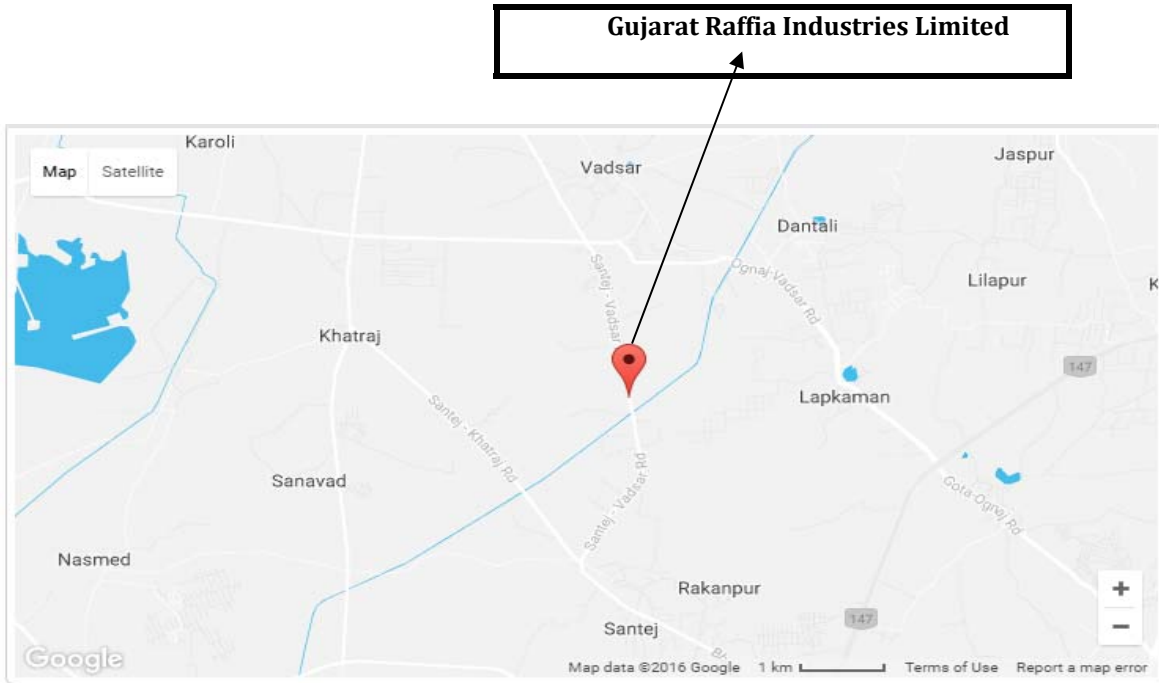 Gujarat Raffia Industries Limited
Karoli
Map Satellite
Vadsar
Jaspur
Dantali
Ognaj-Vadsar Rd
Lilapur
K
Santej - Vadsar
Khatraj
147
Lapkaman
Santej - Khatraj Rd
Santej - Vadsar Rd
Sanavad
Gota-Ognaj Rd
Nasmed
Rakanpur
+
147
Santej
−
Google
Map data ©2016 Google 1 km Terms of Use Report a map error